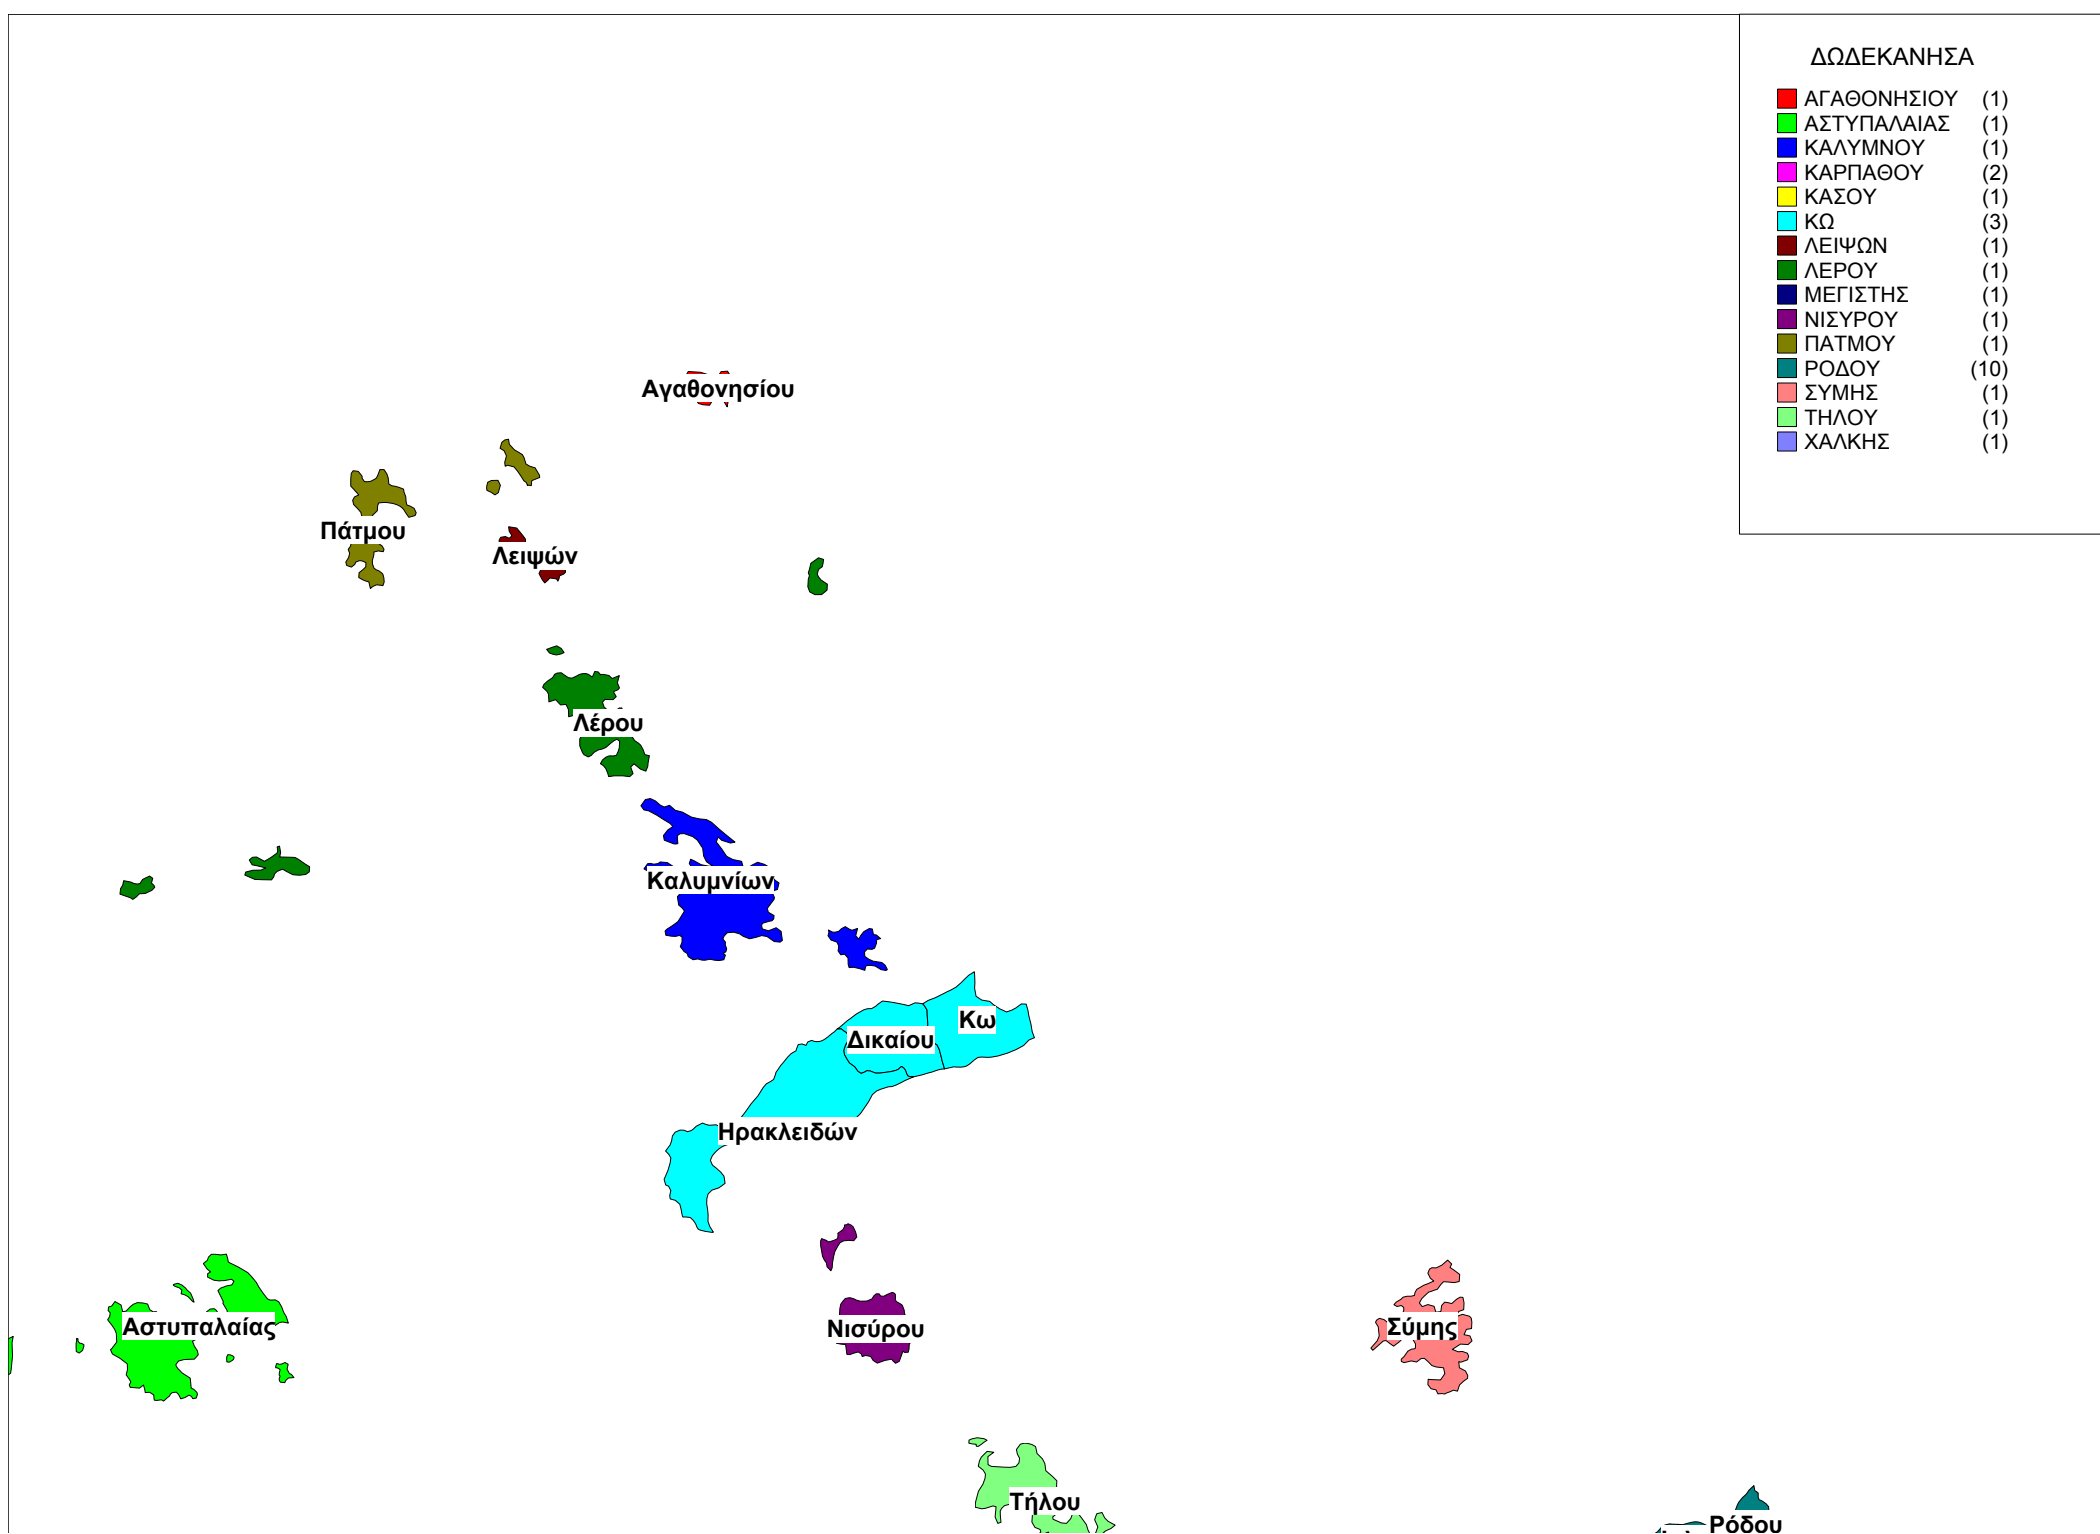 ΔΩΔΕΚΑΝΗΣΑ
ΑΓΑΘΟΝΗΣΙΟΥ (1)
ΑΣΤΥΠΑΛΑΙΑΣ (1)
ΚΑΛΥΜΝΟΥ (1)
ΚΑΡΠΑΘΟΥ (2)
ΚΑΣΟΥ (1)
ΚΩ (3)
ΛΕΙΨΩΝ (1)
ΛΕΡΟΥ (1)
ΜΕΓΙΣΤΗΣ (1)
ΝΙΣΥΡΟΥ (1)
ΠΑΤΜΟΥ (1)
ΡΟΔΟΥ (10)
ΣΥΜΗΣ (1)
ΤΗΛΟΥ (1)
ΧΑΛΚΗΣ (1)
Αγαθονησίου
Πάτμου
Λειψών
Λέρου
Καλυμνίων
Κω
Δικαίου
Ηρακλειδών
Αστυπαλαίας
Νισύρου
Σύμης
Τήλου
Ρόδου